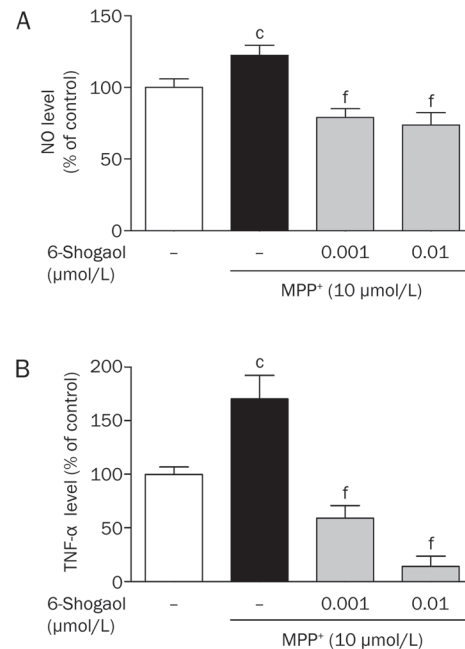 A
NO level
(% of control)
150
100
50
0
c
f
f
6-Shogaol
(µmol/L)
– – 0.001 0.01
MPP⁺ (10 µmol/L)
B
TNF-α level (% of control)
200
150
100
50
0
c
f
f
6-Shogaol
(µmol/L)
– – 0.001 0.01
MPP⁺ (10 µmol/L)